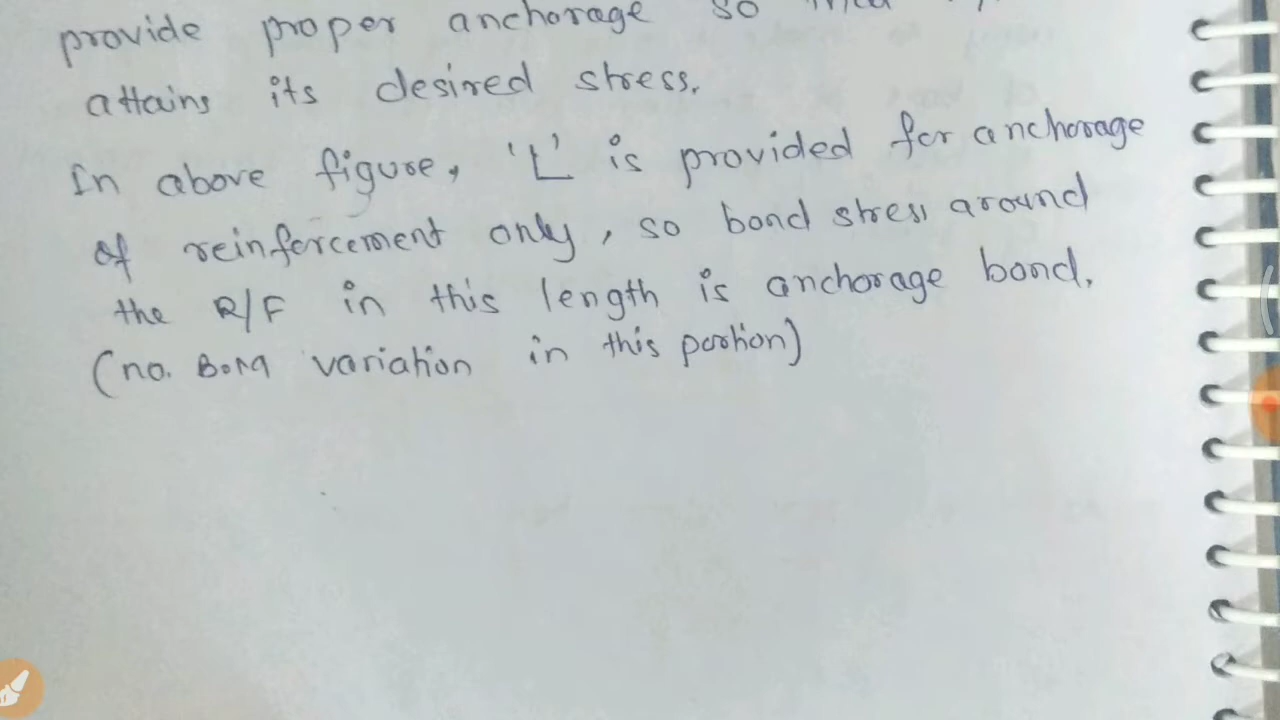 provide proper anchorage so
attains its desired stress.
In above figure, 'L' is provided for anchorage
of reinforcement only, so bond stress around
the R/F in this length is anchorage bond.
(no. variation in this portion)